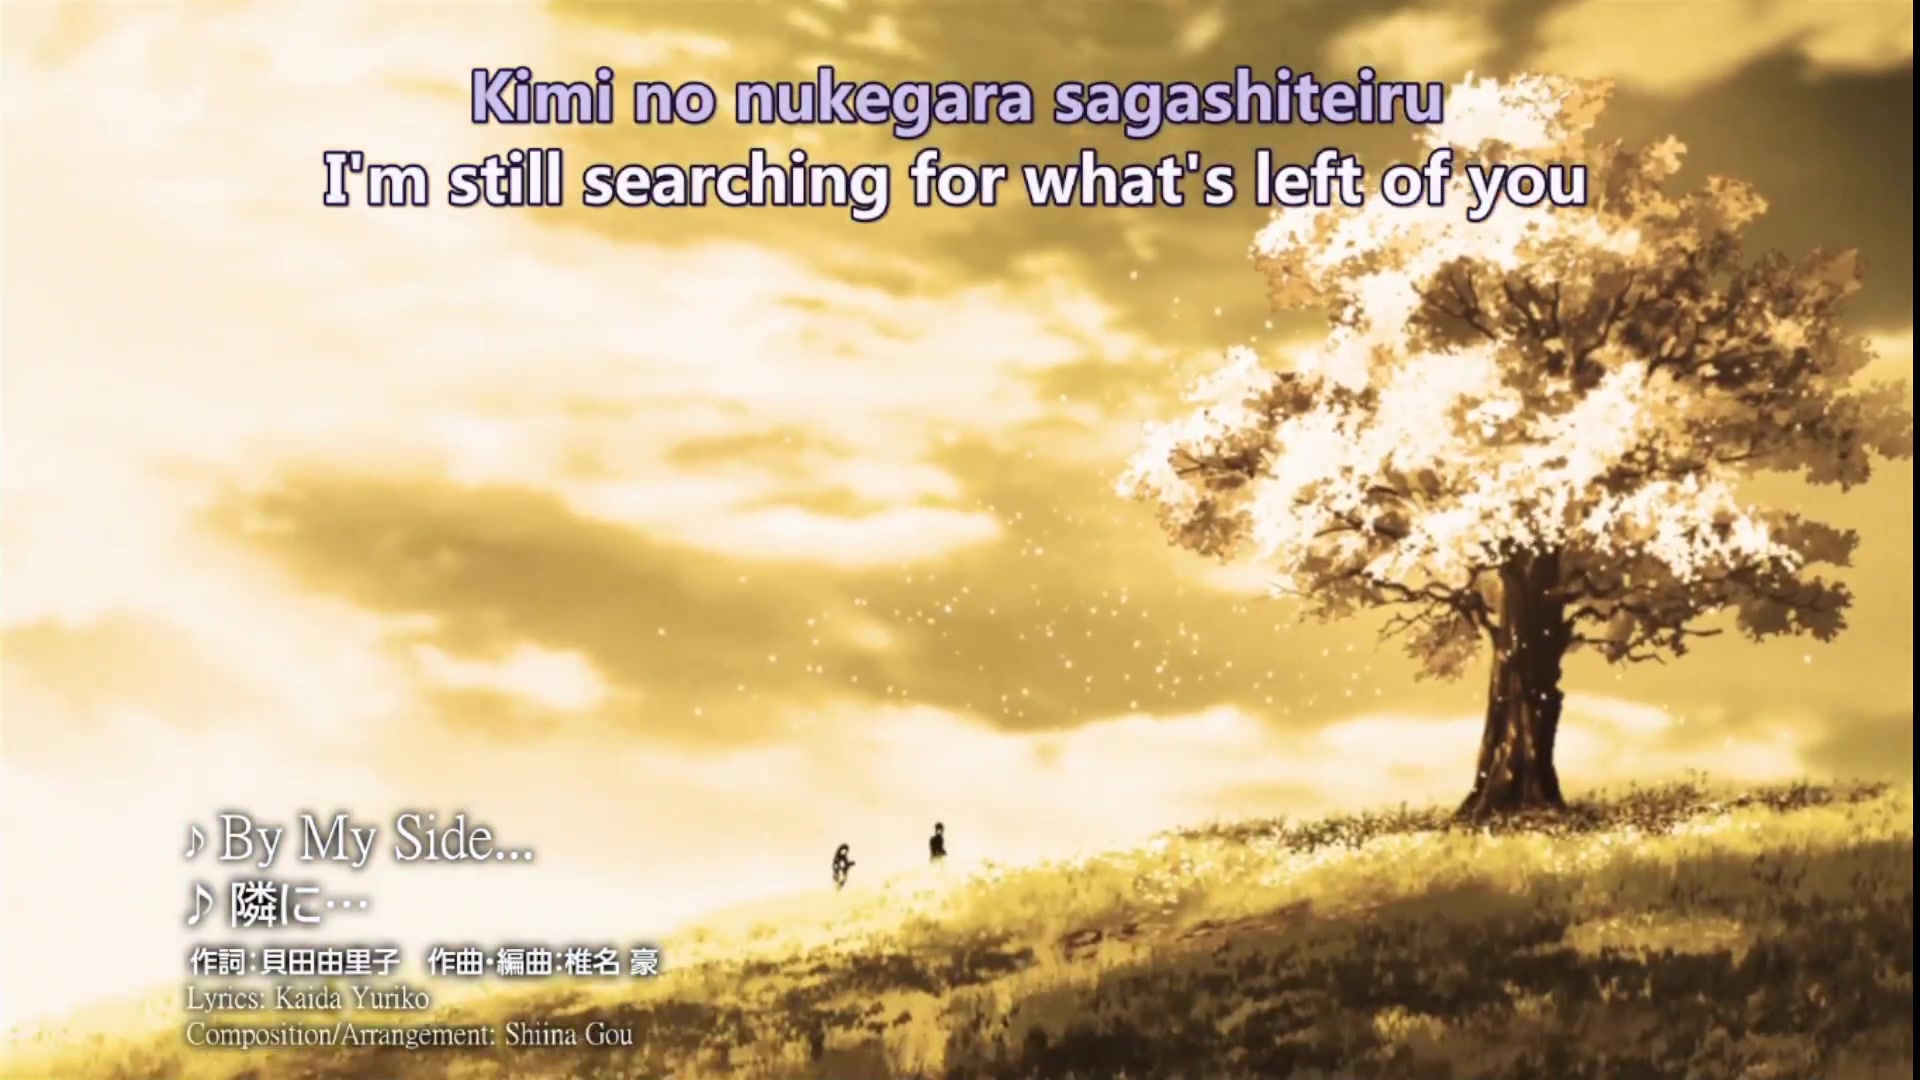 Kimi no nukegara sagashiteiru
I'm still searching for what's left of you
♪ By My Side...
♪ 隣に…
作詞:貝田由里子　作曲・編曲:椎名 豪
Lyrics: Kaida Yuriko
Composition/Arrangement: Shiina Gou